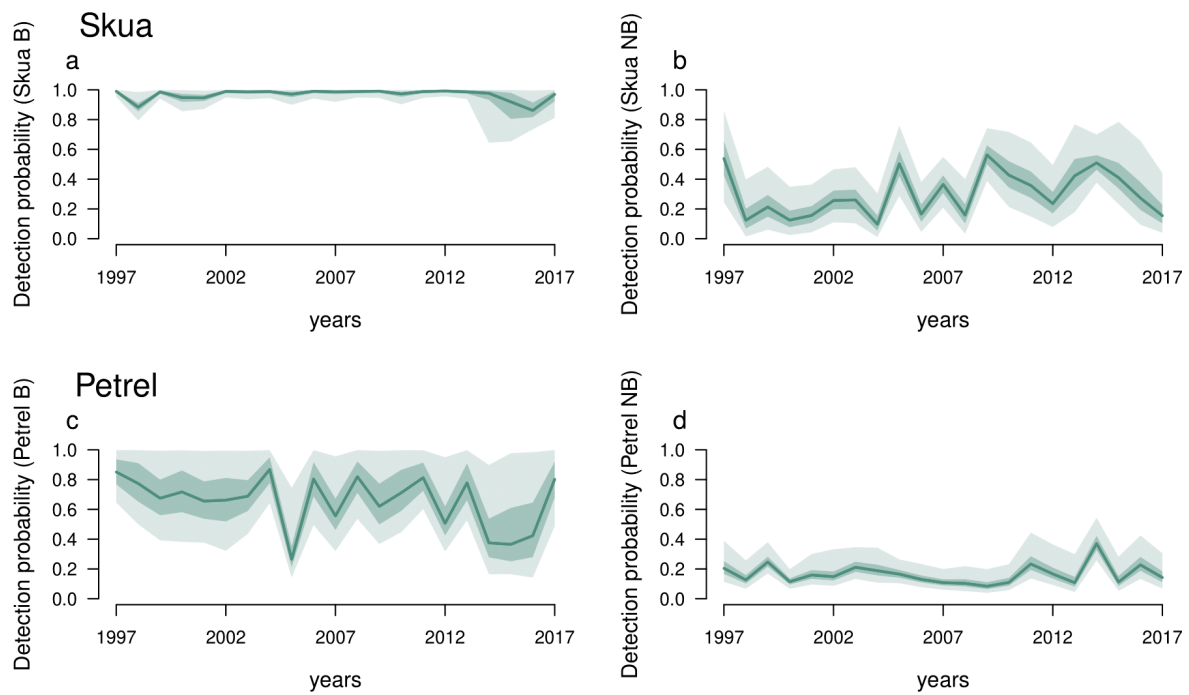 Skua
a
Detection probability (Skua B)
1.0
0.8
0.6
0.4
0.2
0.0
1997 2002 2007 2012 2017
years
b
Detection probability (Skua NB)
1.0
0.8
0.6
0.4
0.2
0.0
1997 2002 2007 2012 2017
years
Petrel
c
Detection probability (Petrel B)
1.0
0.8
0.6
0.4
0.2
0.0
1997 2002 2007 2012 2017
years
d
Detection probability (Petrel NB)
1.0
0.8
0.6
0.4
0.2
0.0
1997 2002 2007 2012 2017
years